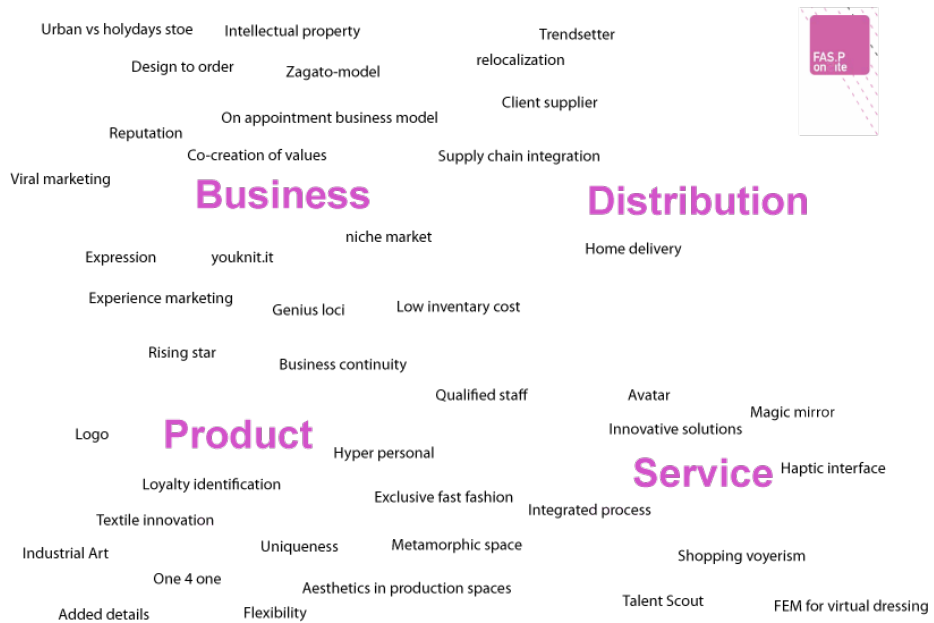 Urban vs holydays stoe
Intellectual property
Trendsetter
Design to order
Zagato-model
relocalization
FAS.P
on ite
Client supplier
Reputation
On appointment business model
Co-creation of values
Supply chain integration
Viral marketing
Business
Distribution
niche market
Home delivery
Expression
youknit.it
Experience marketing
Genius loci
Low inventary cost
Rising star
Business continuity
Qualified staff
Avatar
Magic mirror
Logo
Product
Innovative solutions
Hyper personal
Service
Haptic interface
Loyalty identification
Exclusive fast fashion
Integrated process
Textile innovation
Industrial Art
Uniqueness
Metamorphic space
Shopping voyerism
One 4 one
Aesthetics in production spaces
Added details
Flexibility
Talent Scout
FEM for virtual dressing